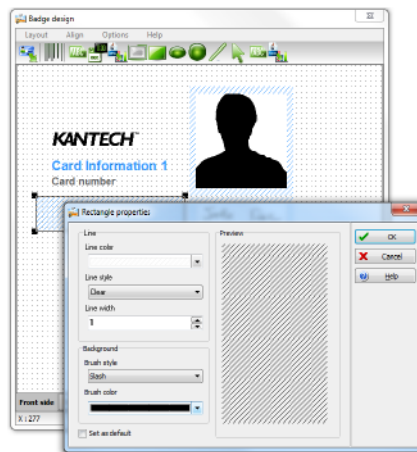 Badge design
Layout Align Options Help
KANTECH
Card Information 1
Card number
Rectangle properties
Line
Line color
Line style
Clear
Line width
1
Background
Brush style
Slash
Brush color
Set as default
Preview
OK
Cancel
Help
Front side
X : 277